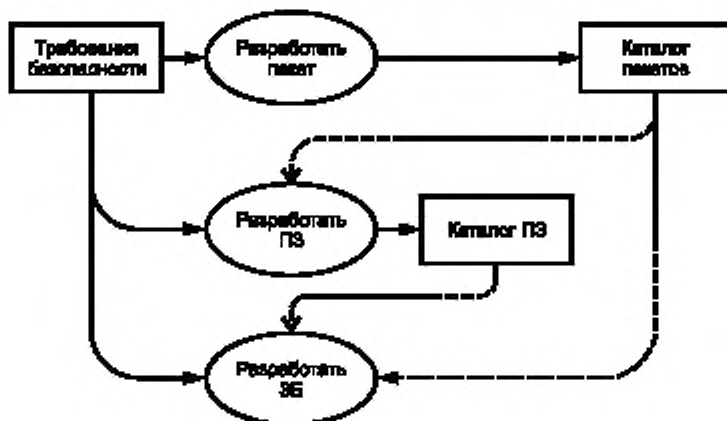 Требования
безопасности
Разработать
пакет
Каталог
пакетов
Разработать
ПЗ
Каталог ПЗ
Разработать
ЗБ